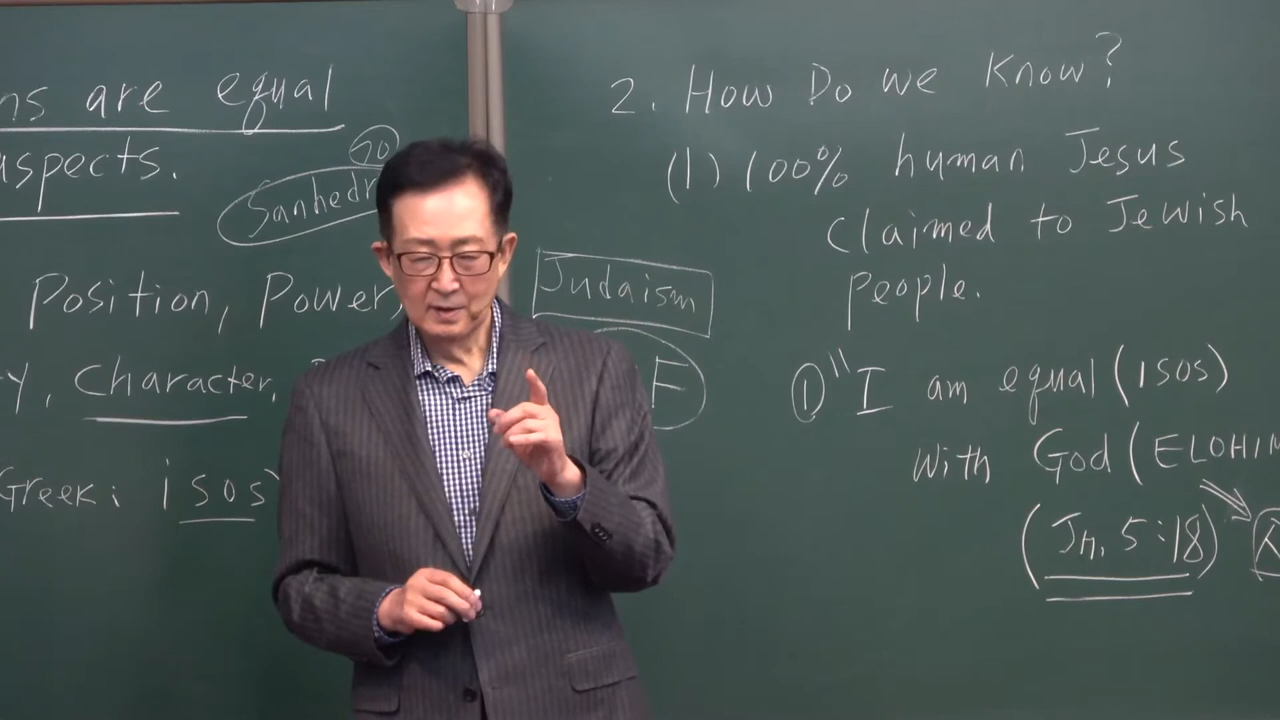 ns are equal
aspects.
70
Sanhedr
Position, Power,
y, Character,
Greek: isos
Judaism
F
2. How Do we Know?
(1) 100% human Jesus
Claimed to Jewish
People.
① "I am equal (ISOS)
With God (ELOHIM
(Jn, 5:18)